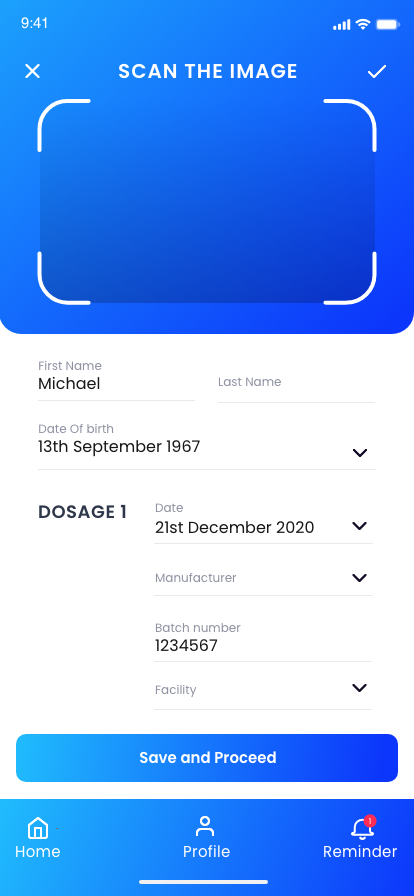 9:41
SCAN THE IMAGE
First Name
Michael
Last Name
Date Of birth
13th September 1967
DOSAGE 1
Date
21st December 2020
Manufacturer
Batch number
1234567
Facility
Save and Proceed
1
Home
Profile
Reminder